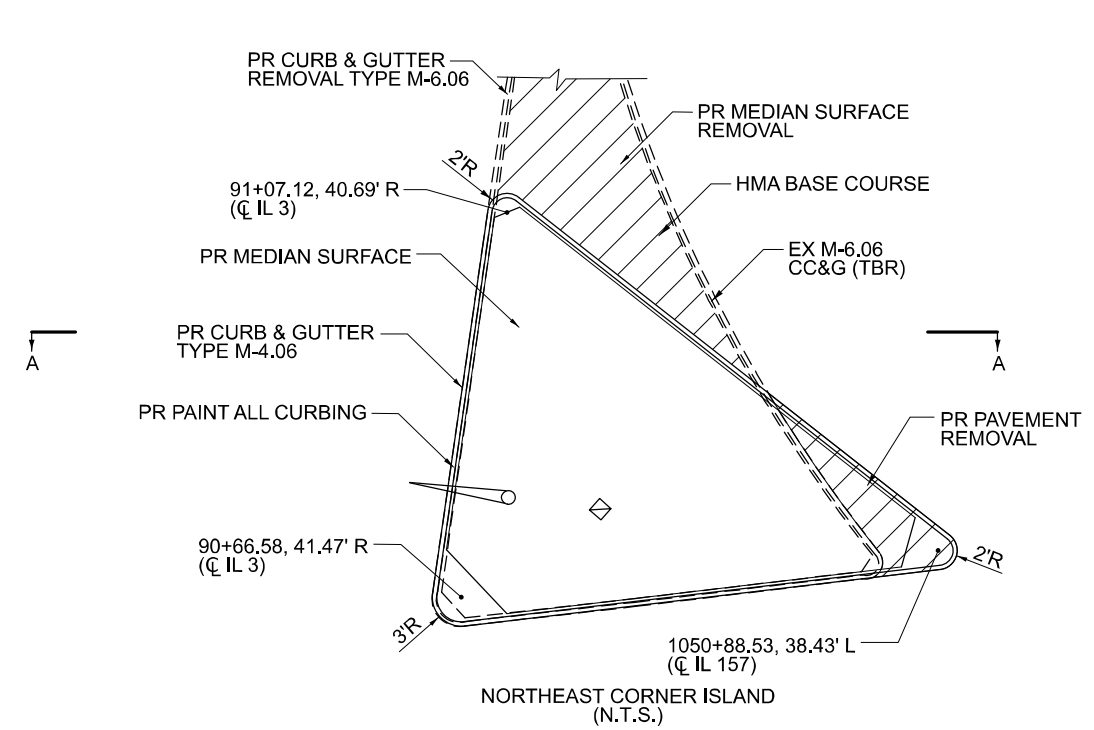 PR CURB & GUTTER
REMOVAL TYPE M-6.06
PR MEDIAN SURFACE
REMOVAL
2'R
91+07.12, 40.69' R
(℄ IL 3)
HMA BASE COURSE
PR MEDIAN SURFACE
EX M-6.06
CC&G (TBR)
PR CURB & GUTTER
TYPE M-4.06
A
A
PR PAINT ALL CURBING
PR PAVEMENT
REMOVAL
90+66.58, 41.47' R
(℄ IL 3)
2'R
3'R
1050+88.53, 38.43' L
(℄ IL 157)
NORTHEAST CORNER ISLAND
(N.T.S.)